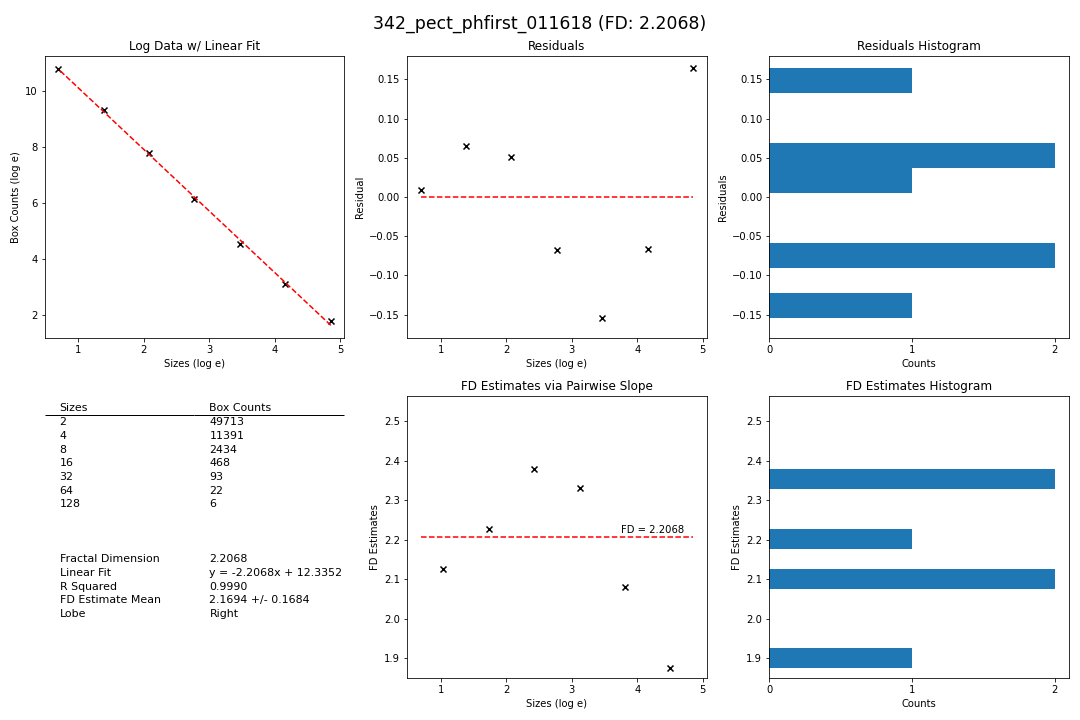 342_pect_phfirst_011618 (FD: 2.2068)
Log Data w/ Linear Fit
Box Counts (log e)
10
8
6
4
2
1 2 3 4 5
Sizes (log e)
Residuals
Residual
0.15
0.10
0.05
0.00
−0.05
−0.10
−0.15
1 2 3 4 5
Sizes (log e)
Residuals Histogram
Residuals
0.15
0.10
0.05
0.00
−0.05
−0.10
−0.15
0 1 2
Counts
Sizes Box Counts
2 49713
4 11391
8 2434
16 468
32 93
64 22
128 6
Fractal Dimension 2.2068
Linear Fit y = -2.2068x + 12.3352
R Squared 0.9990
FD Estimate Mean 2.1694 +/- 0.1684
Lobe Right
FD Estimates via Pairwise Slope
FD Estimates
2.5
2.4
2.3
2.2
2.1
2.0
1.9
FD = 2.2068
1 2 3 4 5
Sizes (log e)
FD Estimates Histogram
FD Estimates
2.5
2.4
2.3
2.2
2.1
2.0
1.9
0 1 2
Counts